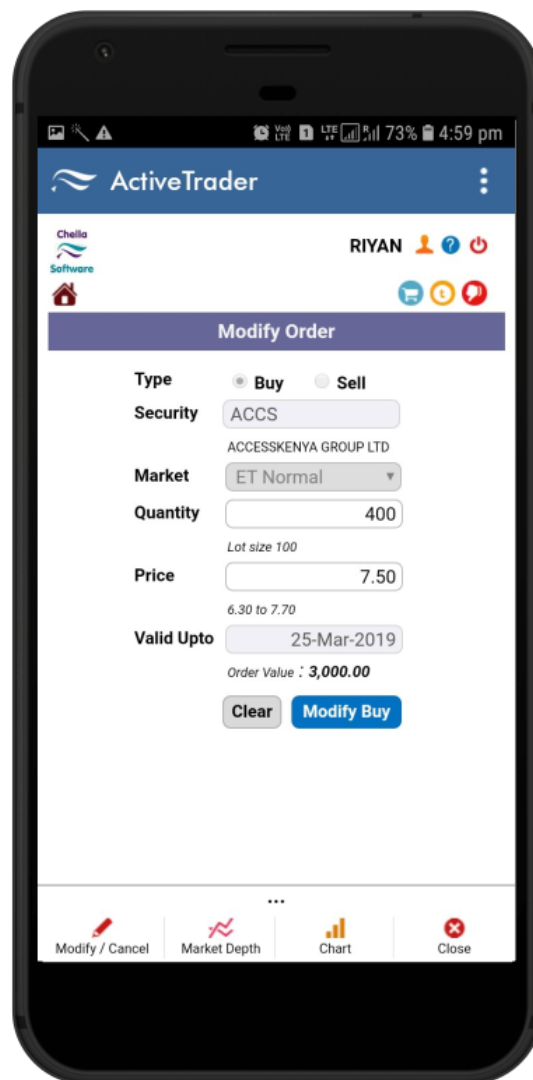 73% 4:59 pm
ActiveTrader
Chella
Software
RIYAN
Modify Order
Type Buy Sell
Security ACCS
ACCESSKENYA GROUP LTD
Market ET Normal
Quantity 400
Lot size 100
Price 7.50
6.30 to 7.70
Valid Upto 25-Mar-2019
Order Value : 3,000.00
Clear Modify Buy
...
Modify / Cancel Market Depth Chart Close